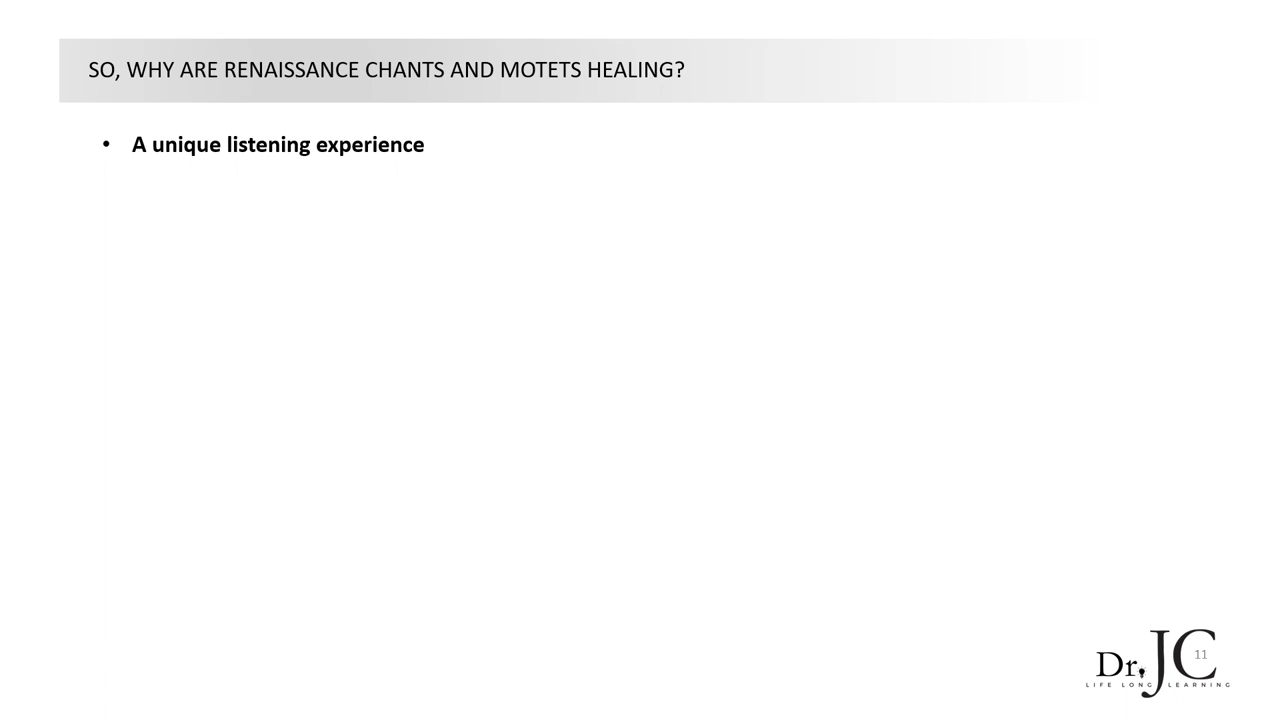 SO, WHY ARE RENAISSANCE CHANTS AND MOTETS HEALING?
• A unique listening experience
Dr. JC
11
LIFE LONG LEARNING